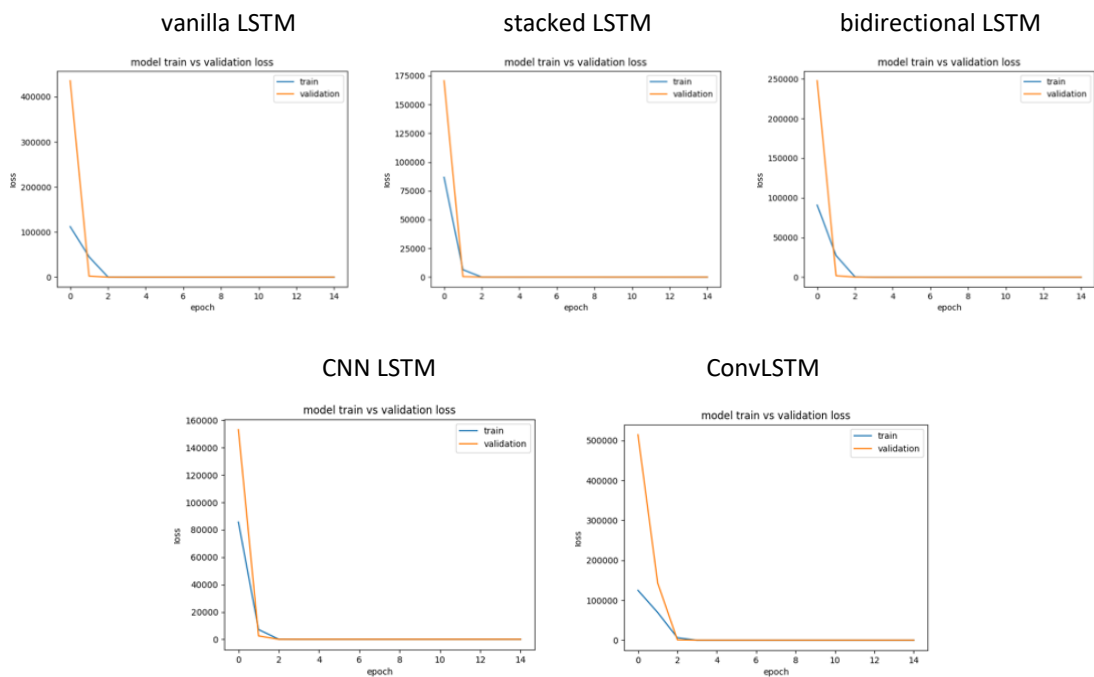 vanilla LSTM
stacked LSTM
bidirectional LSTM
model train vs validation loss
train
validation
400000
300000
200000
100000
0
loss
0 2 4 6 8 10 12 14
epoch
model train vs validation loss
train
validation
175000
150000
125000
100000
75000
50000
25000
0
loss
0 2 4 6 8 10 12 14
epoch
model train vs validation loss
train
validation
250000
200000
150000
100000
50000
0
loss
0 2 4 6 8 10 12 14
epoch
CNN LSTM
ConvLSTM
model train vs validation loss
train
validation
160000
140000
120000
100000
80000
60000
40000
20000
0
loss
0 2 4 6 8 10 12 14
epoch
model train vs validation loss
train
validation
500000
400000
300000
200000
100000
0
loss
0 2 4 6 8 10 12 14
epoch